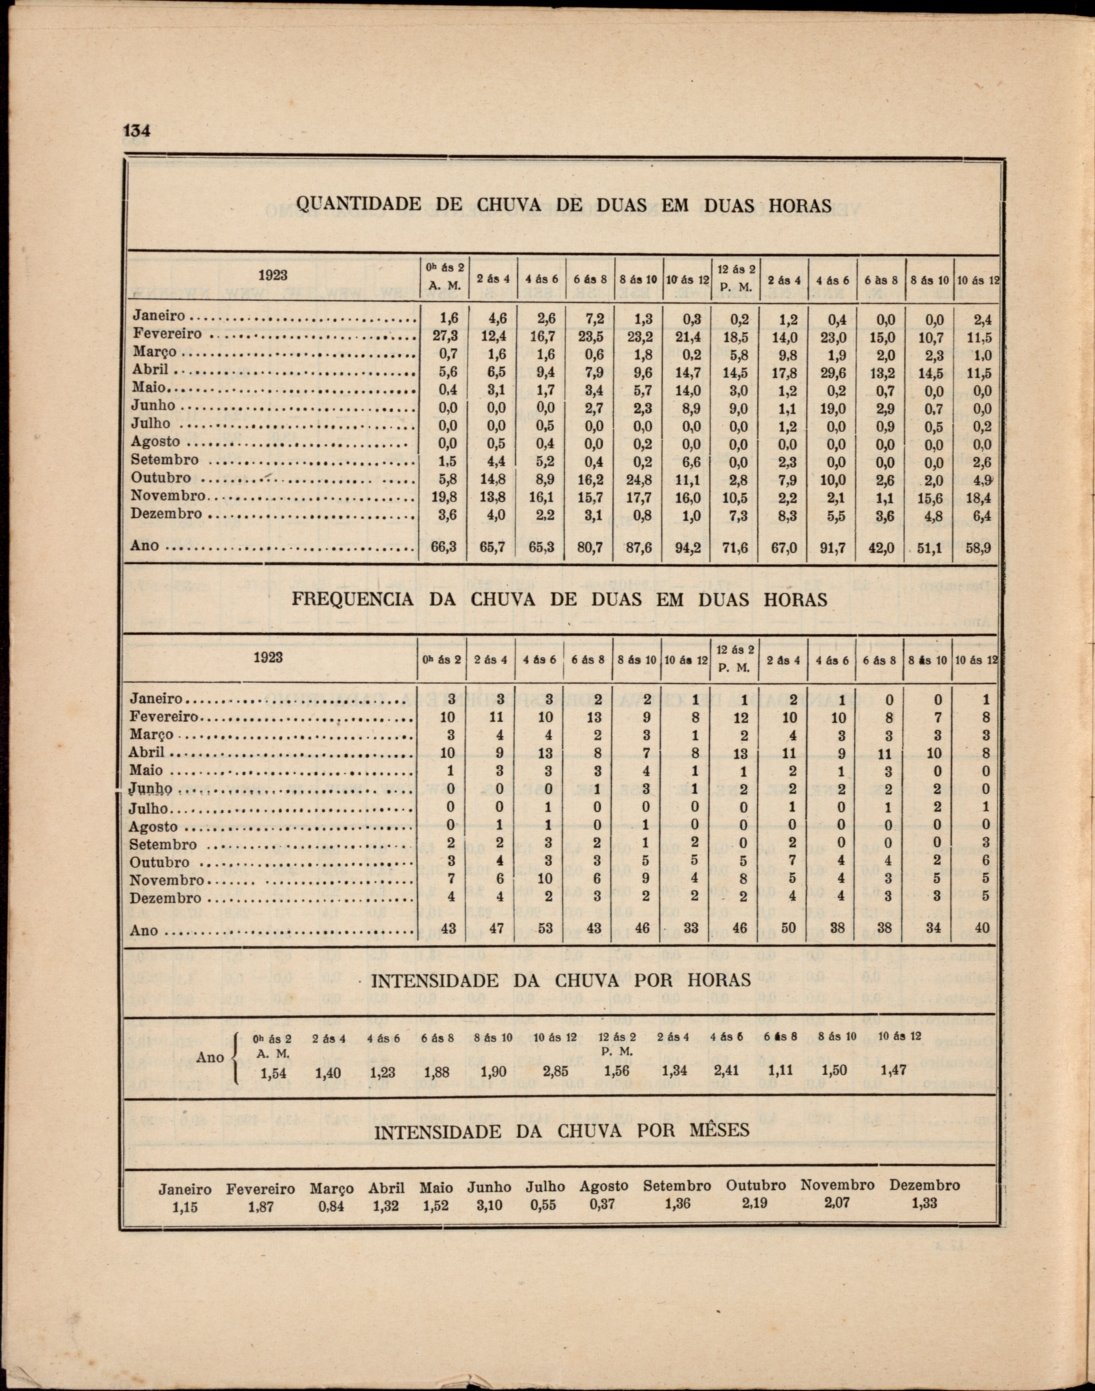 134
QUANTIDADE DE CHUVA DE DUAS EM DUAS HORAS
1923 0ʰ ás 2 A. M. 2 ás 4 4 ás 6 6 ás 8 8 ás 10 10 ás 12 12 ás 2 P. M. 2 ás 4 4 ás 6 6 às 8 8 ás 10 10 ás 12
Janeiro 1,6 4,6 2,6 7,2 1,3 0,3 0,2 1,2 0,4 0,0 0,0 2,4
Fevereiro 27,3 12,4 16,7 23,5 23,2 21,4 18,5 14,0 23,0 15,0 10,7 11,5
Março 0,7 1,6 1,6 0,6 1,8 0,2 5,8 9,8 1,9 2,0 2,3 1,0
Abril 5,6 6,5 9,4 7,9 9,6 14,7 14,5 17,8 29,6 13,2 14,5 11,5
Maio 0,4 3,1 1,7 3,4 5,7 14,0 3,0 1,2 0,2 0,7 0,0 0,0
Junho 0,0 0,0 0,0 2,7 2,3 8,9 9,0 1,1 19,0 2,9 0,7 0,0
Julho 0,0 0,0 0,5 0,0 0,0 0,0 0,0 1,2 0,0 0,9 0,5 0,2
Agosto 0,0 0,5 0,4 0,0 0,2 0,0 0,0 0,0 0,0 0,0 0,0 0,0
Setembro 1,5 4,4 5,2 0,4 0,2 6,6 0,0 2,3 0,0 0,0 0,0 2,6
Outubro 5,8 14,8 8,9 16,2 24,8 11,1 2,8 7,9 10,0 2,6 2,0 4,9
Novembro 19,8 13,8 16,1 15,7 17,7 16,0 10,5 2,2 2,1 1,1 15,6 18,4
Dezembro 3,6 4,0 2,2 3,1 0,8 1,0 7,3 8,3 5,5 3,6 4,8 6,4
Ano 66,3 65,7 65,3 80,7 87,6 94,2 71,6 67,0 91,7 42,0 51,1 58,9
FREQUENCIA DA CHUVA DE DUAS EM DUAS HORAS
1923 0ʰ ás 2 2 ás 4 4 ás 6 6 ás 8 8 ás 10 10 ás 12 12 ás 2 P. M. 2 ás 4 4 ás 6 6 ás 8 8 ás 10 10 ás 12
Janeiro 3 3 3 2 2 1 1 2 1 0 0 1
Fevereiro 10 11 10 13 9 8 12 10 10 8 7 8
Março 3 4 4 2 3 1 2 4 3 3 3 3
Abril 10 9 13 8 7 8 13 11 9 11 10 8
Maio 1 3 3 3 4 1 1 2 1 3 0 0
Junho 0 0 0 1 3 1 2 2 2 2 2 0
Julho 0 0 1 0 0 0 0 1 0 1 2 1
Agosto 0 1 1 0 1 0 0 0 0 0 0 0
Setembro 2 2 3 2 1 2 0 2 0 0 0 3
Outubro 3 4 3 3 5 5 5 7 4 4 2 6
Novembro 7 6 10 6 9 4 8 5 4 3 5 5
Dezembro 4 4 2 3 2 2 2 4 4 3 3 5
Ano 43 47 53 43 46 33 46 50 38 38 34 40
INTENSIDADE DA CHUVA POR HORAS
0ʰ ás 2 2 ás 4 4 ás 6 6 ás 8 8 ás 10 10 ás 12 12 ás 2 2 ás 4 4 ás 6 6 ás 8 8 ás 10 10 ás 12
Ano A. M. P. M.
1,54 1,40 1,23 1,88 1,90 2,85 1,56 1,34 2,41 1,11 1,50 1,47
INTENSIDADE DA CHUVA POR MÊSES
Janeiro Fevereiro Março Abril Maio Junho Julho Agosto Setembro Outubro Novembro Dezembro
1,15 1,87 0,84 1,32 1,52 3,10 0,55 0,37 1,36 2,19 2,07 1,33